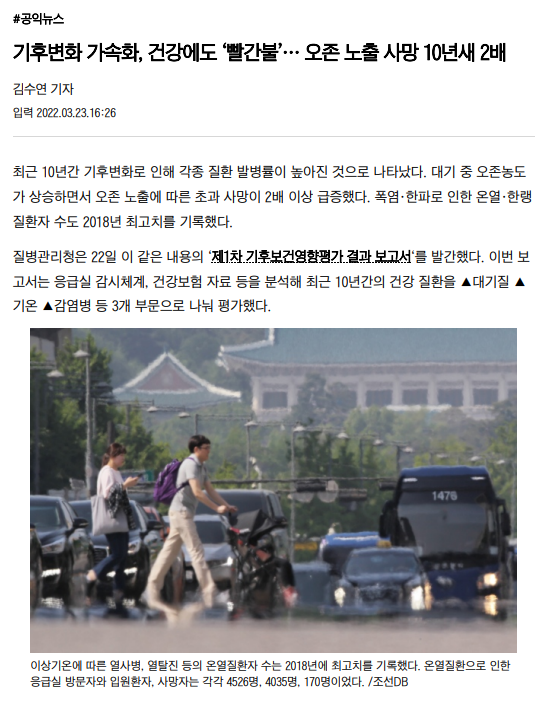 #공익뉴스
기후변화 가속화, 건강에도 ‘빨간불’… 오존 노출 사망 10년새 2배
김수연 기자
입력 2022.03.23.16:26
최근 10년간 기후변화로 인해 각종 질환 발병률이 높아진 것으로 나타났다. 대기 중 오존농도
가 상승하면서 오존 노출에 따른 초과 사망이 2배 이상 급증했다. 폭염·한파로 인한 온열·한랭
질환자 수도 2018년 최고치를 기록했다.
질병관리청은 22일 이 같은 내용의 ‘제1차 기후보건영향평가 결과 보고서‘를 발간했다. 이번 보
고서는 응급실 감시체계, 건강보험 자료 등을 분석해 최근 10년간의 건강 질환을 ▲대기질 ▲
기온 ▲감염병 등 3개 부문으로 나눠 평가했다.
1476
이상기온에 따른 열사병, 열탈진 등의 온열질환자 수는 2018년에 최고치를 기록했다. 온열질환으로 인한
응급실 방문자와 입원환자, 사망자는 각각 4526명, 4035명, 170명이었다. /조선DB